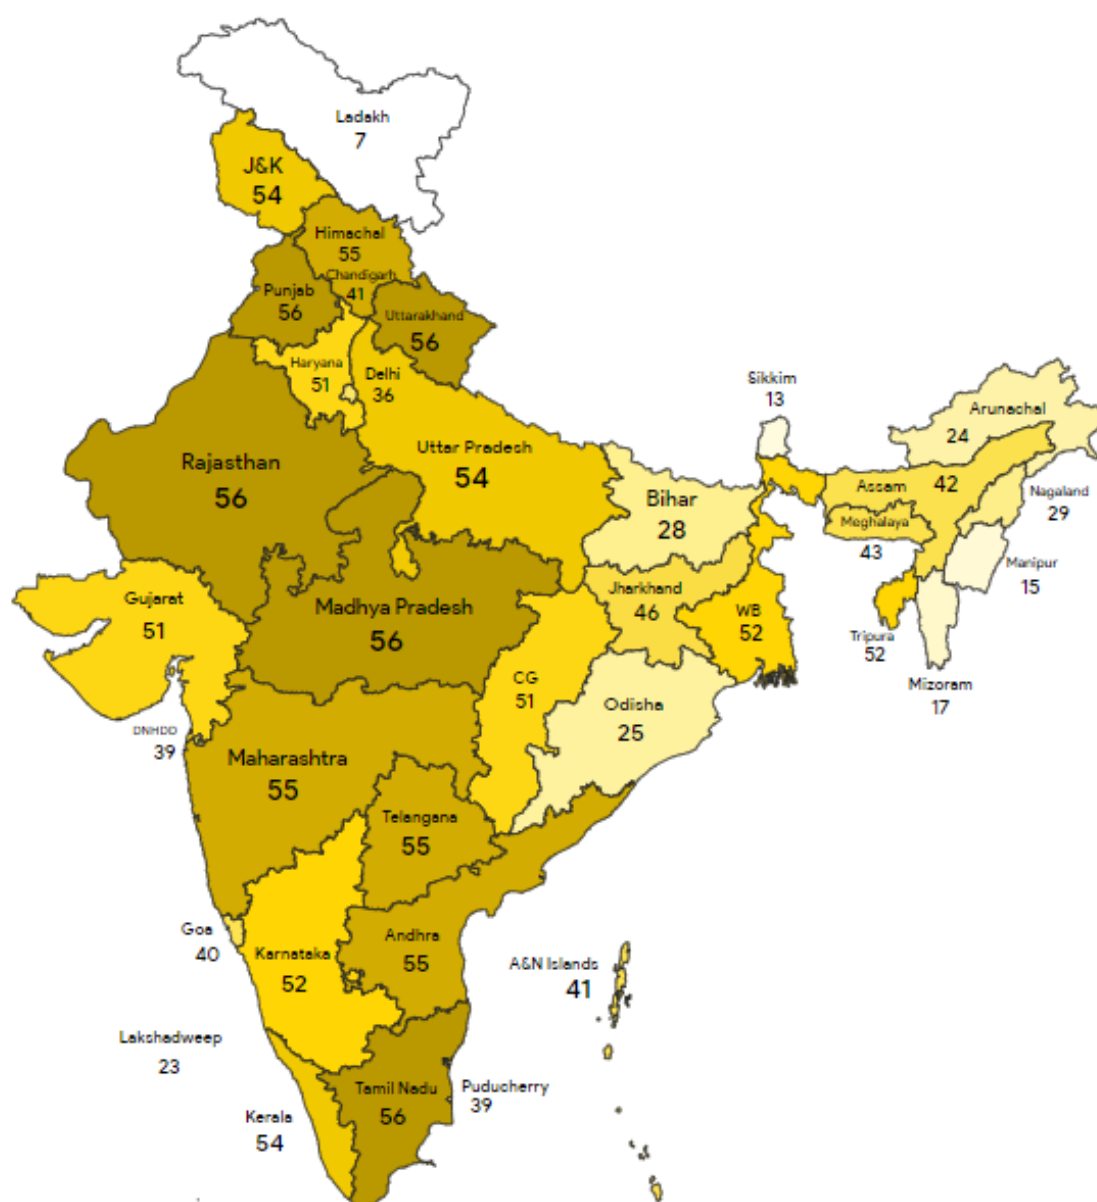 Ladakh
7
J&K
54
Himachal
55
Chandigarh
41
Punjab
56
Uttarakhand
56
Haryana
51
Delhi
36
Sikkim
13
Arunachal
24
Rajasthan
56
Uttar Pradesh
54
Bihar
28
Assam
42
Nagaland
29
Meghalaya
43
Manipur
15
Gujarat
51
Madhya Pradesh
56
Jharkhand
46
WB
52
Tripura
52
Mizoram
17
CG
51
Odisha
25
DNHDD
39
Maharashtra
55
Telangana
55
Goa
40
Karnataka
52
Andhra
55
A&N Islands
41
Lakshadweep
23
Tamil Nadu
56
Puducherry
39
Kerala
54